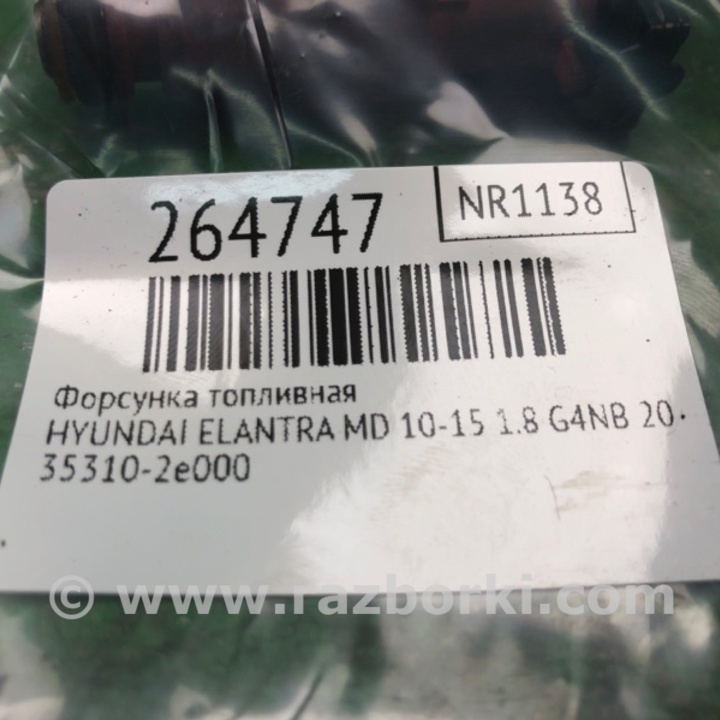 264747
NR1138
Форсунка топливная
HYUNDAI ELANTRA MD 10-15 1.8 G4NB 20.
35310-2e000
© www.razborki.com